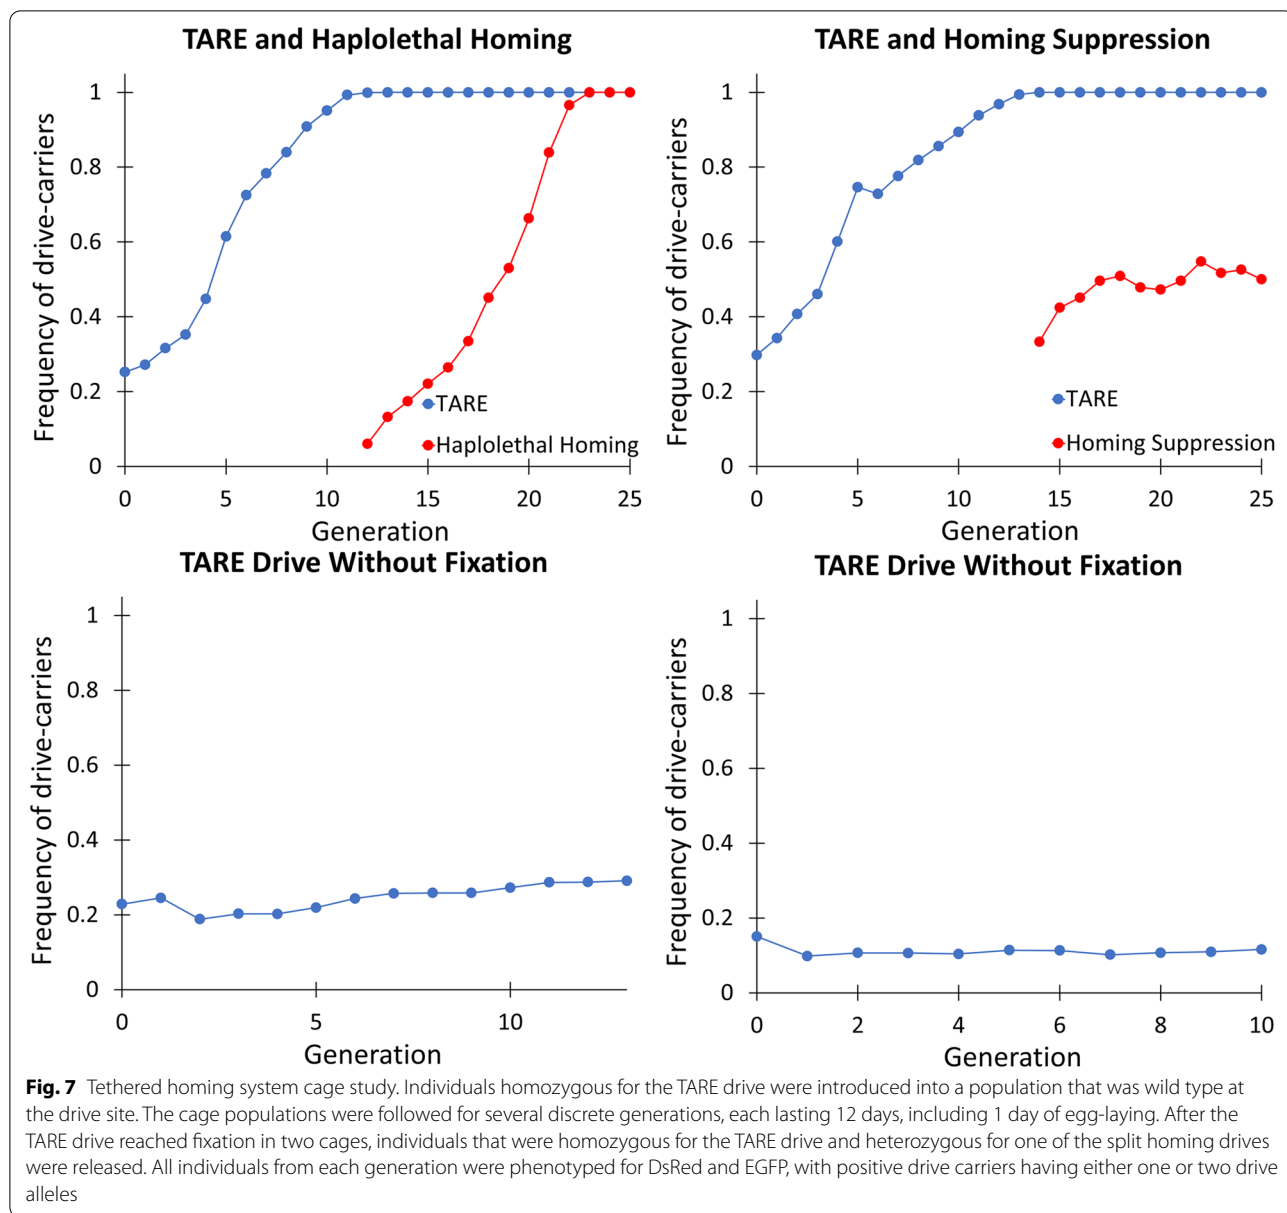 TARE and Haplolethal Homing
Frequency of drive-carriers
1
0.8
0.6
0.4
0.2
0
TARE
Haplolethal Homing
0 5 10 15 20 25
Generation
TARE and Homing Suppression
Frequency of drive-carriers
1
0.8
0.6
0.4
0.2
0
TARE
Homing Suppression
0 5 10 15 20 25
Generation
TARE Drive Without Fixation
Frequency of drive-carriers
1
0.8
0.6
0.4
0.2
0
0 5 10
Generation
TARE Drive Without Fixation
Frequency of drive-carriers
1
0.8
0.6
0.4
0.2
0
0 2 4 6 8 10
Generation
Fig. 7 Tethered homing system cage study. Individuals homozygous for the TARE drive were introduced into a population that was wild type at
the drive site. The cage populations were followed for several discrete generations, each lasting 12 days, including 1 day of egg-laying. After the
TARE drive reached fixation in two cages, individuals that were homozygous for the TARE drive and heterozygous for one of the split homing drives
were released. All individuals from each generation were phenotyped for DsRed and EGFP, with positive drive carriers having either one or two drive
alleles